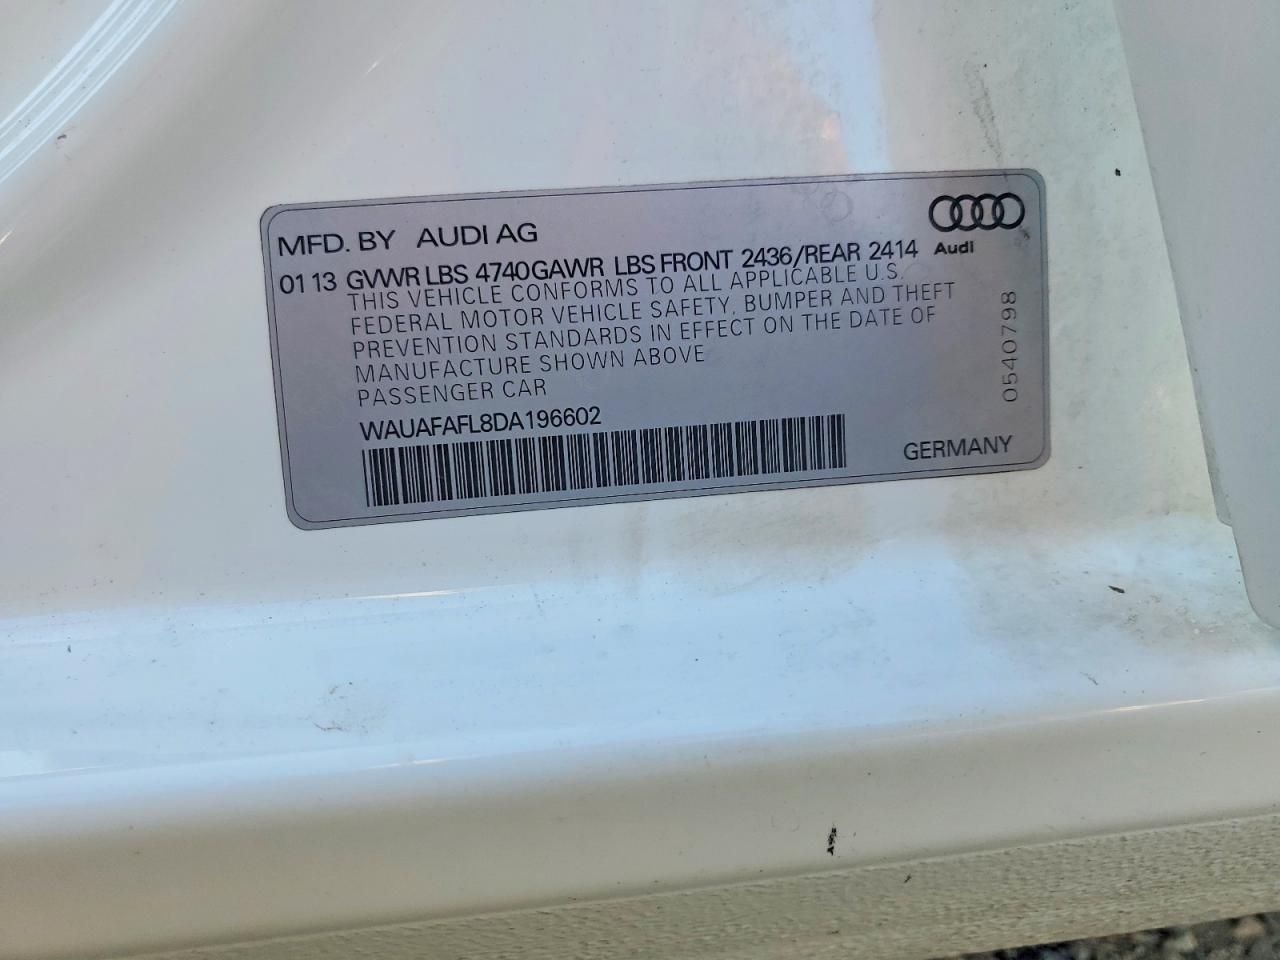 MFD. BY AUDI AG
01 13 GVWR LBS 4740 GAWR LBS FRONT 2436/REAR 2414
Audi
THIS VEHICLE CONFORMS TO ALL APPLICABLE U.S.
FEDERAL MOTOR VEHICLE SAFETY, BUMPER AND THEFT
PREVENTION STANDARDS IN EFFECT ON THE DATE OF
MANUFACTURE SHOWN ABOVE
PASSENGER CAR
WAUAFAFL8DA196602
GERMANY
0540798